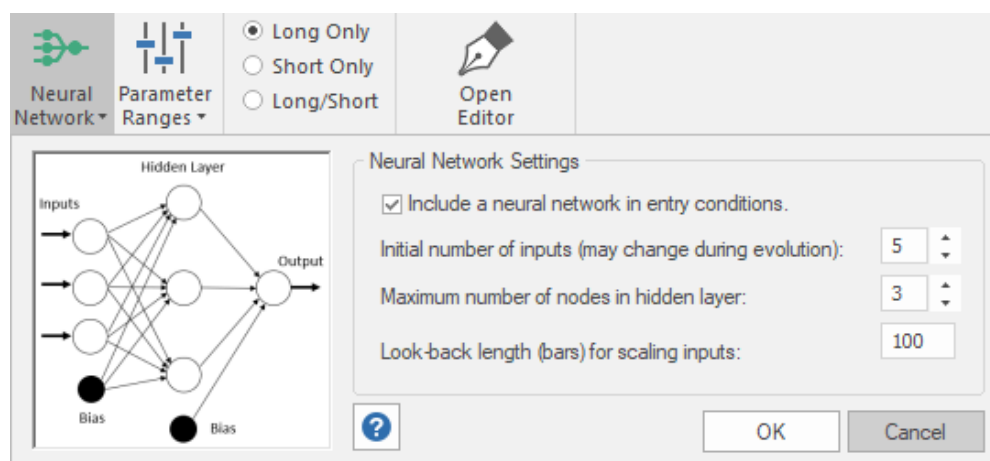 Neural
Network
Parameter
Ranges
Long Only
Short Only
Long/Short
Open
Editor
Hidden Layer
Inputs
Output
Bias
Bias
Neural Network Settings
Include a neural network in entry conditions.
Initial number of inputs (may change during evolution): 5
Maximum number of nodes in hidden layer: 3
Look-back length (bars) for scaling inputs: 100
?
OK
Cancel